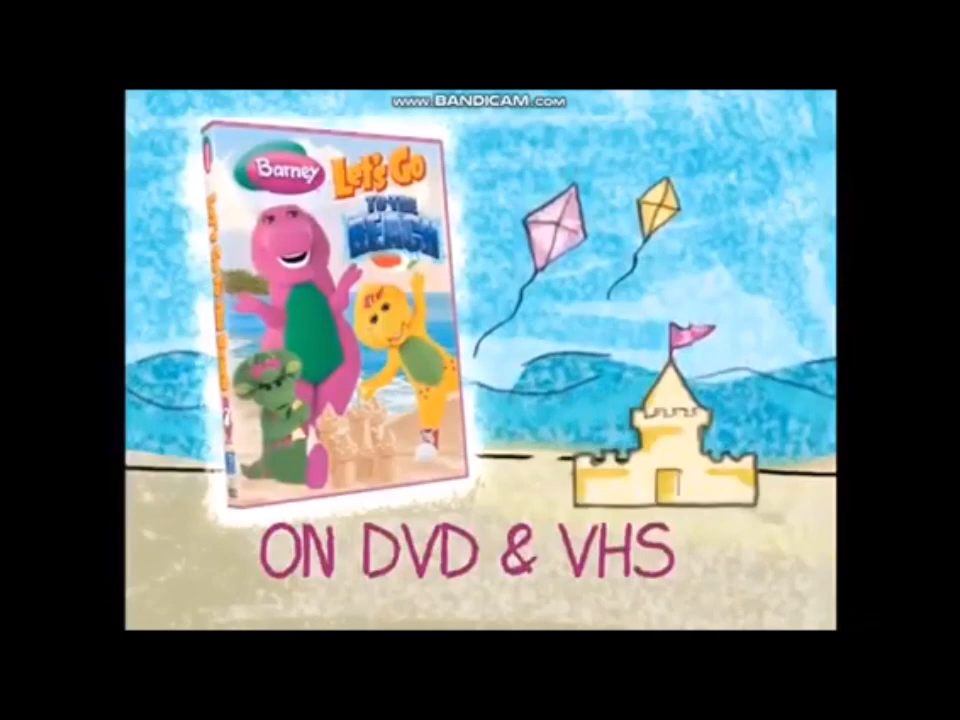 www.BANDICAM.com
Barney
Let's Go
TO THE
BEACH
ON DVD & VHS